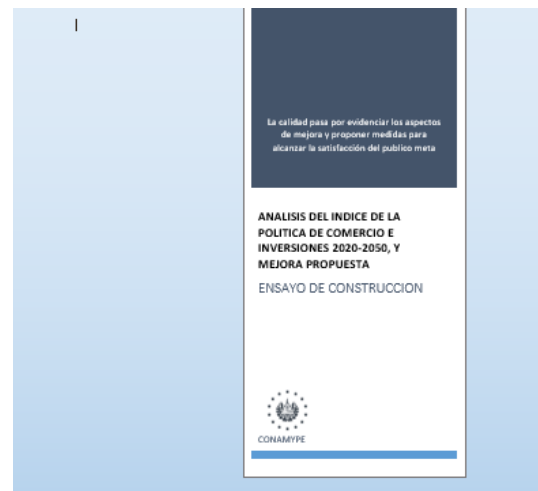 La calidad pasa por evidenciar los aspectos
de mejora y proponer medidas para
alcanzar la satisfacción del publico meta
ANALISIS DEL INDICE DE LA
POLITICA DE COMERCIO E
INVERSIONES 2020-2050, Y
MEJORA PROPUESTA
ENSAYO DE CONSTRUCCION
CONAMYPE